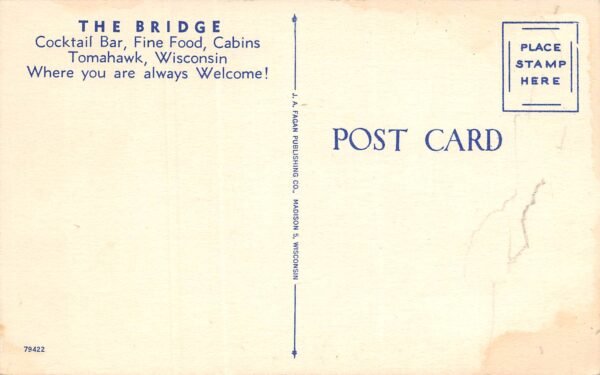 THE BRIDGE
Cocktail Bar, Fine Food, Cabins
Tomahawk, Wisconsin
Where you are always Welcome!
J. A. FAGAN PUBLISHING CO., MADISON 5, WISCONSIN
PLACE
STAMP
HERE
POST CARD
79422